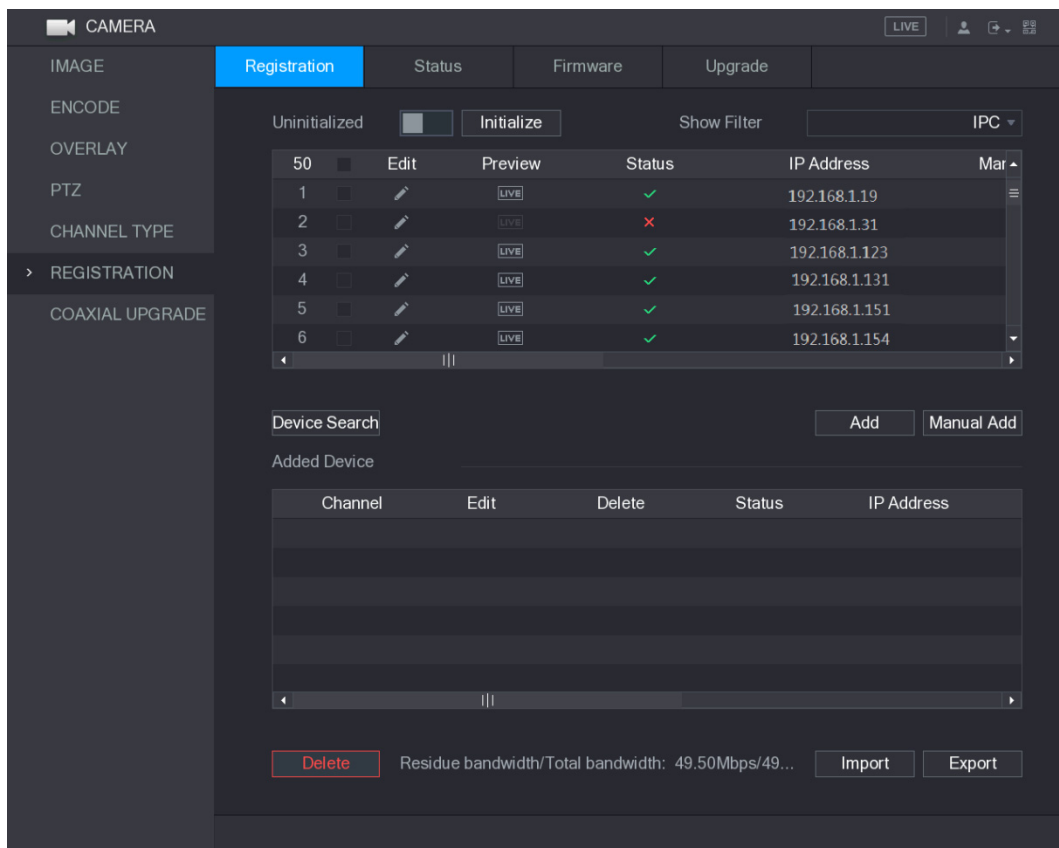 CAMERA LIVE
IMAGE
ENCODE
OVERLAY
PTZ
CHANNEL TYPE
REGISTRATION
COAXIAL UPGRADE
Registration Status Firmware Upgrade
Uninitialized Initialize Show Filter IPC
50 Edit Preview Status IP Address Mar
1 LIVE 192.168.1.19
2 LIVE 192.168.1.31
3 LIVE 192.168.1.123
4 LIVE 192.168.1.131
5 LIVE 192.168.1.151
6 LIVE 192.168.1.154
Device Search Add Manual Add
Added Device
Channel Edit Delete Status IP Address
Delete Residue bandwidth/Total bandwidth: 49.50Mbps/49... Import Export